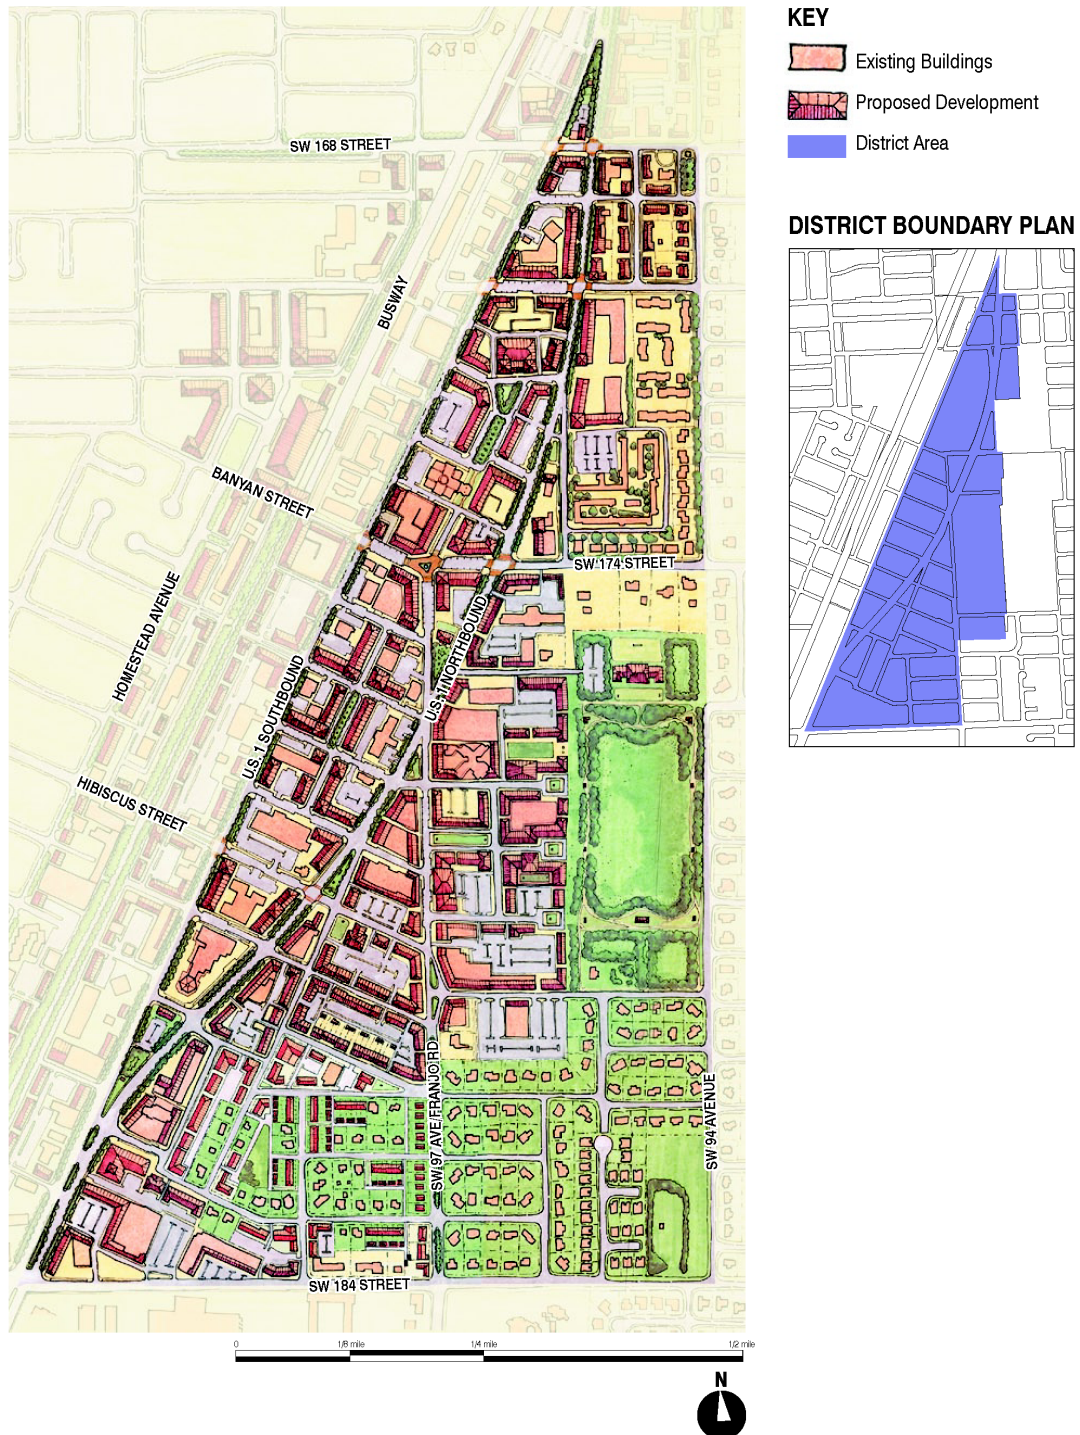 KEY
Existing Buildings
Proposed Development
District Area
DISTRICT BOUNDARY PLAN
SW 168 STREET
BUSWAY
BANYAN STREET
SW 174 STREET
HOMESTEAD AVENUE
U.S. 1 NORTHBOUND
U.S. 1 SOUTHBOUND
HIBISCUS STREET
SW 97 AVE/FRANJO RD
SW 94 AVENUE
SW 184 STREET
0 1/8 mile 1/4 mile 1/2 mile
N